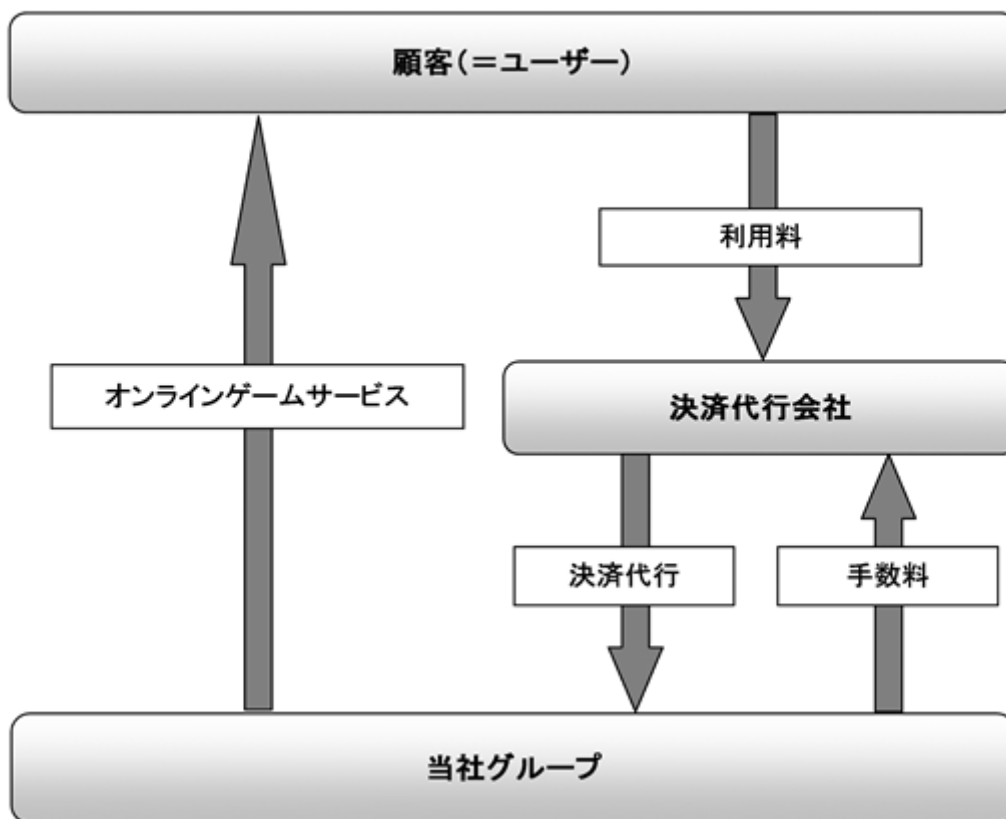 顧客(=ユーザー)
利用料
オンラインゲームサービス
決済代行会社
決済代行
手数料
当社グループ